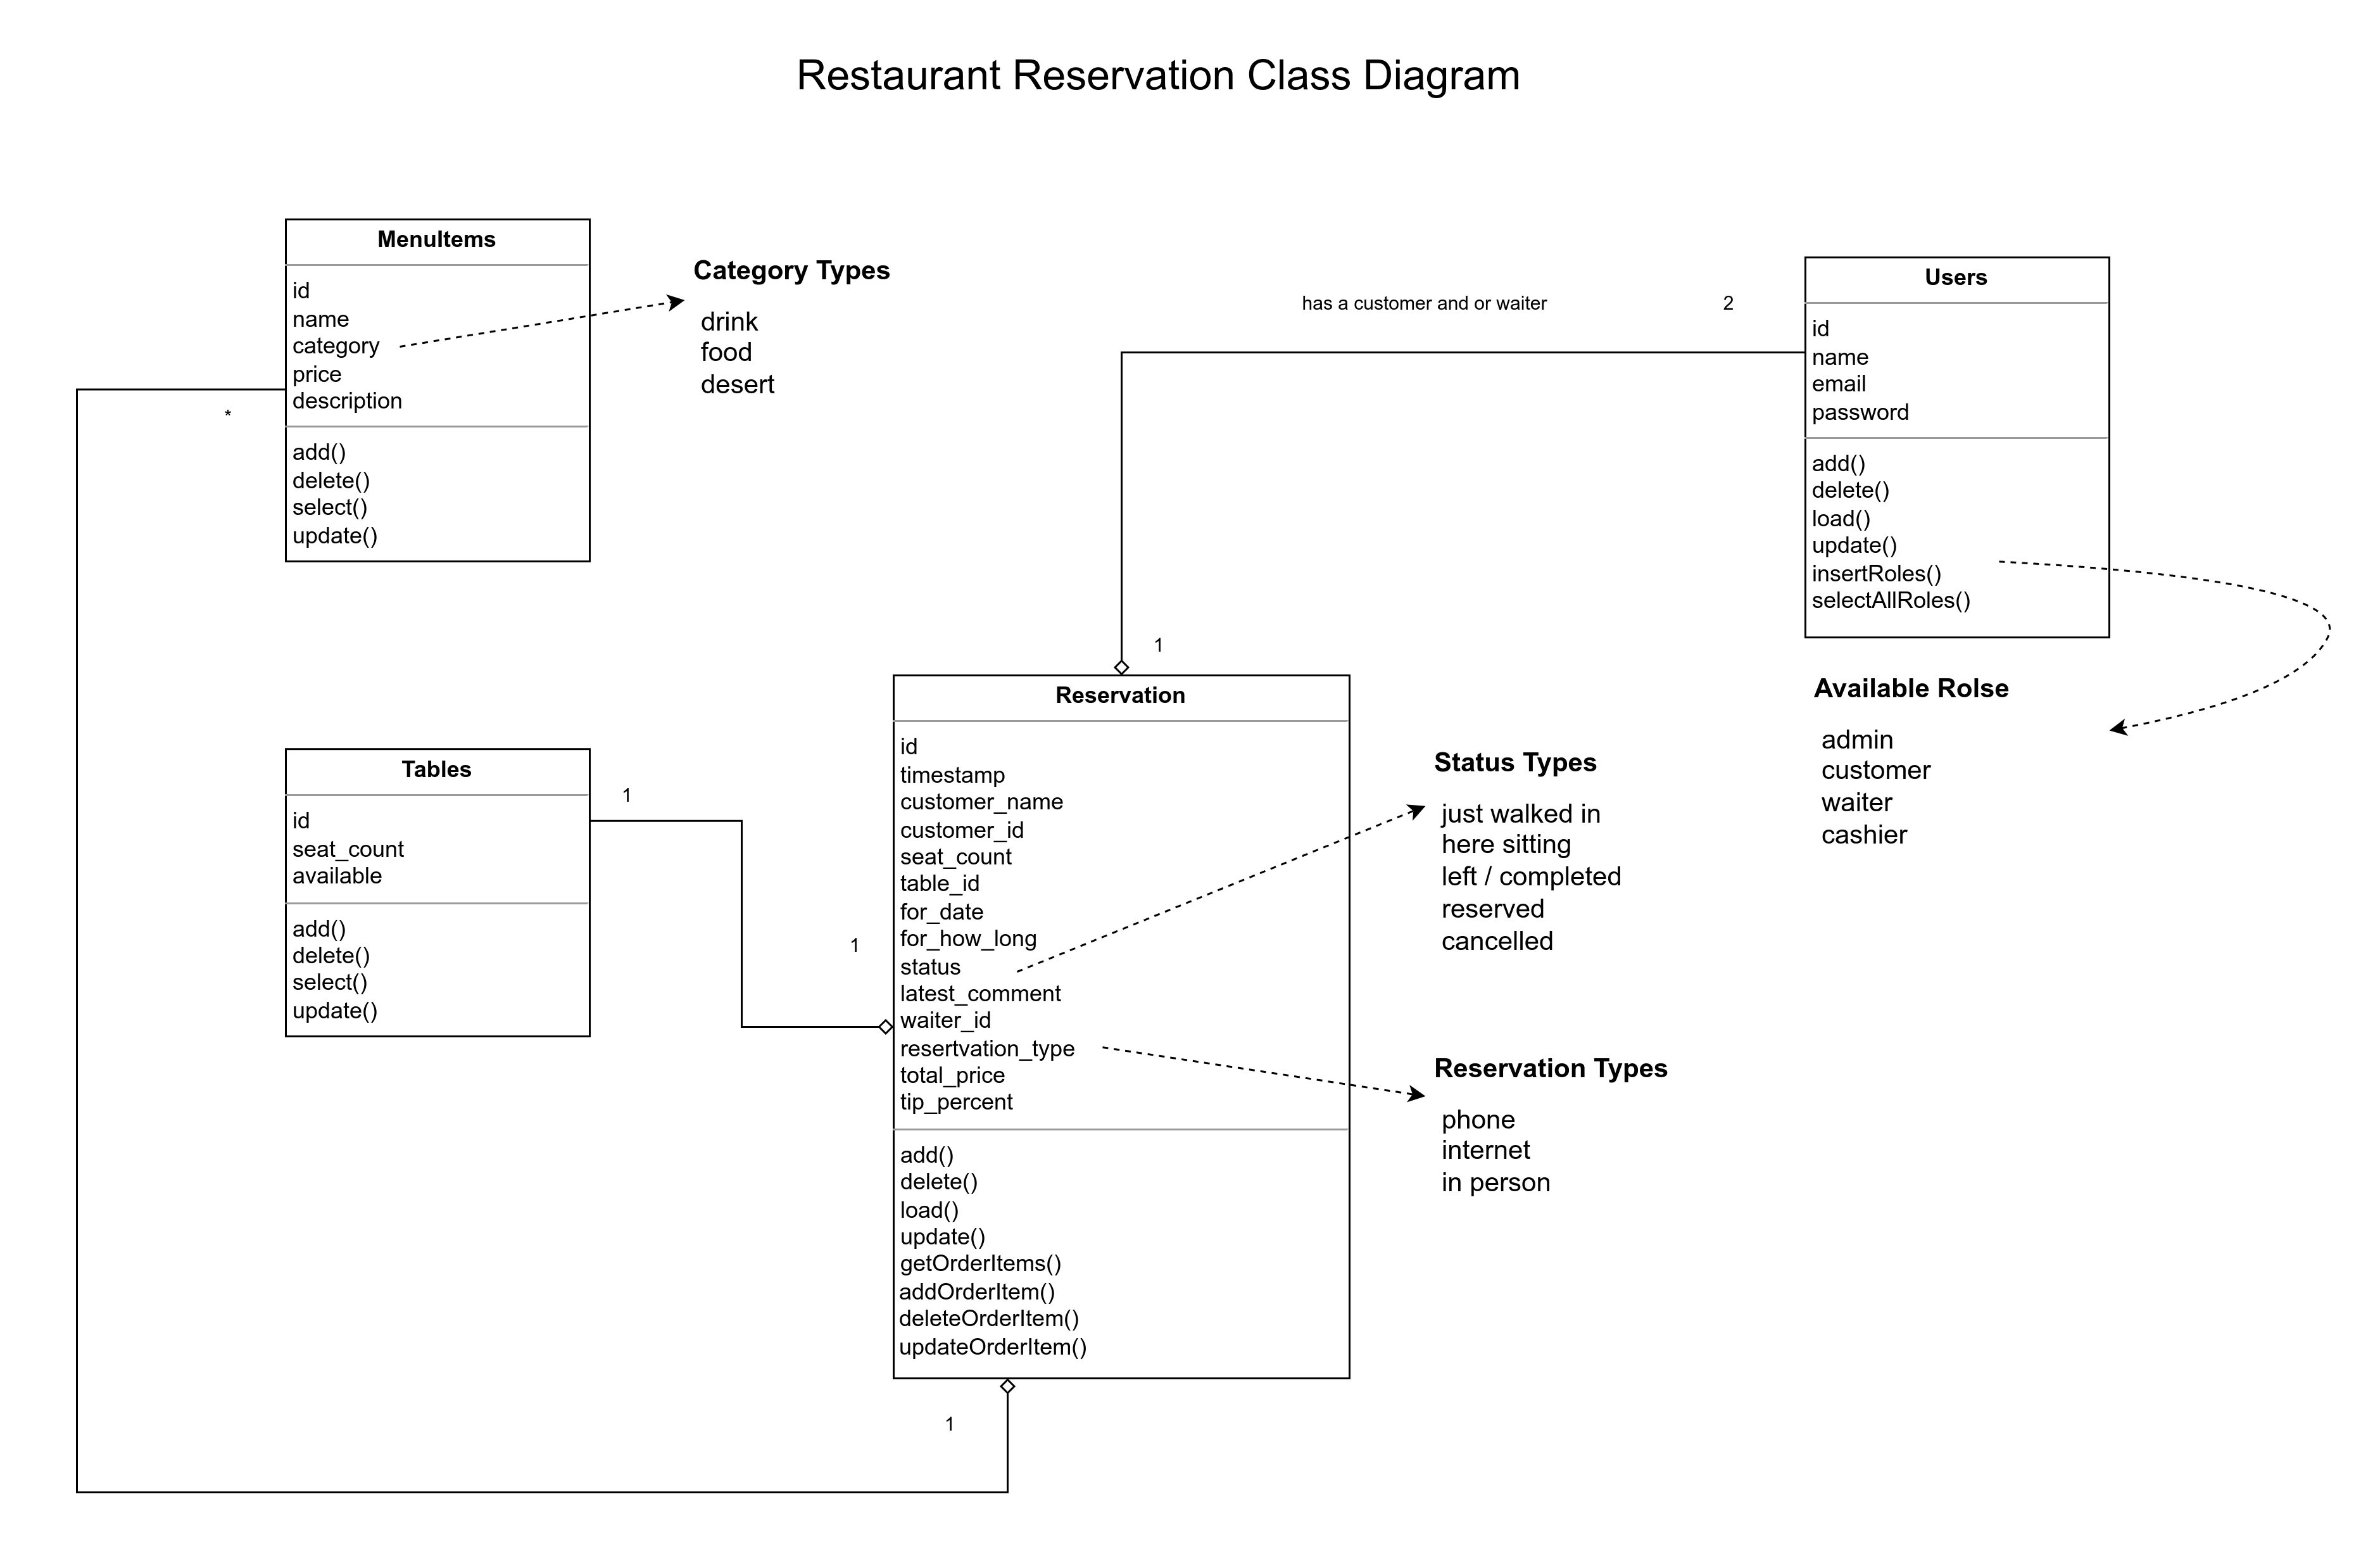 Restaurant Reservation Class Diagram
MenuItems
id
name
category
price
description
add()
delete()
select()
update()
*
Category Types
drink
food
desert
has a customer and or waiter
2
1
Users
id
name
email
password
add()
delete()
load()
update()
insertRoles()
selectAllRoles()
Available Rolse
admin
customer
waiter
cashier
Tables
id
seat_count
available
add()
delete()
select()
update()
1
1
Reservation
id
timestamp
customer_name
customer_id
seat_count
table_id
for_date
for_how_long
status
latest_comment
waiter_id
resertvation_type
total_price
tip_percent
add()
delete()
load()
update()
getOrderItems()
addOrderItem()
deleteOrderItem()
updateOrderItem()
1
Status Types
just walked in
here sitting
left / completed
reserved
cancelled
Reservation Types
phone
internet
in person